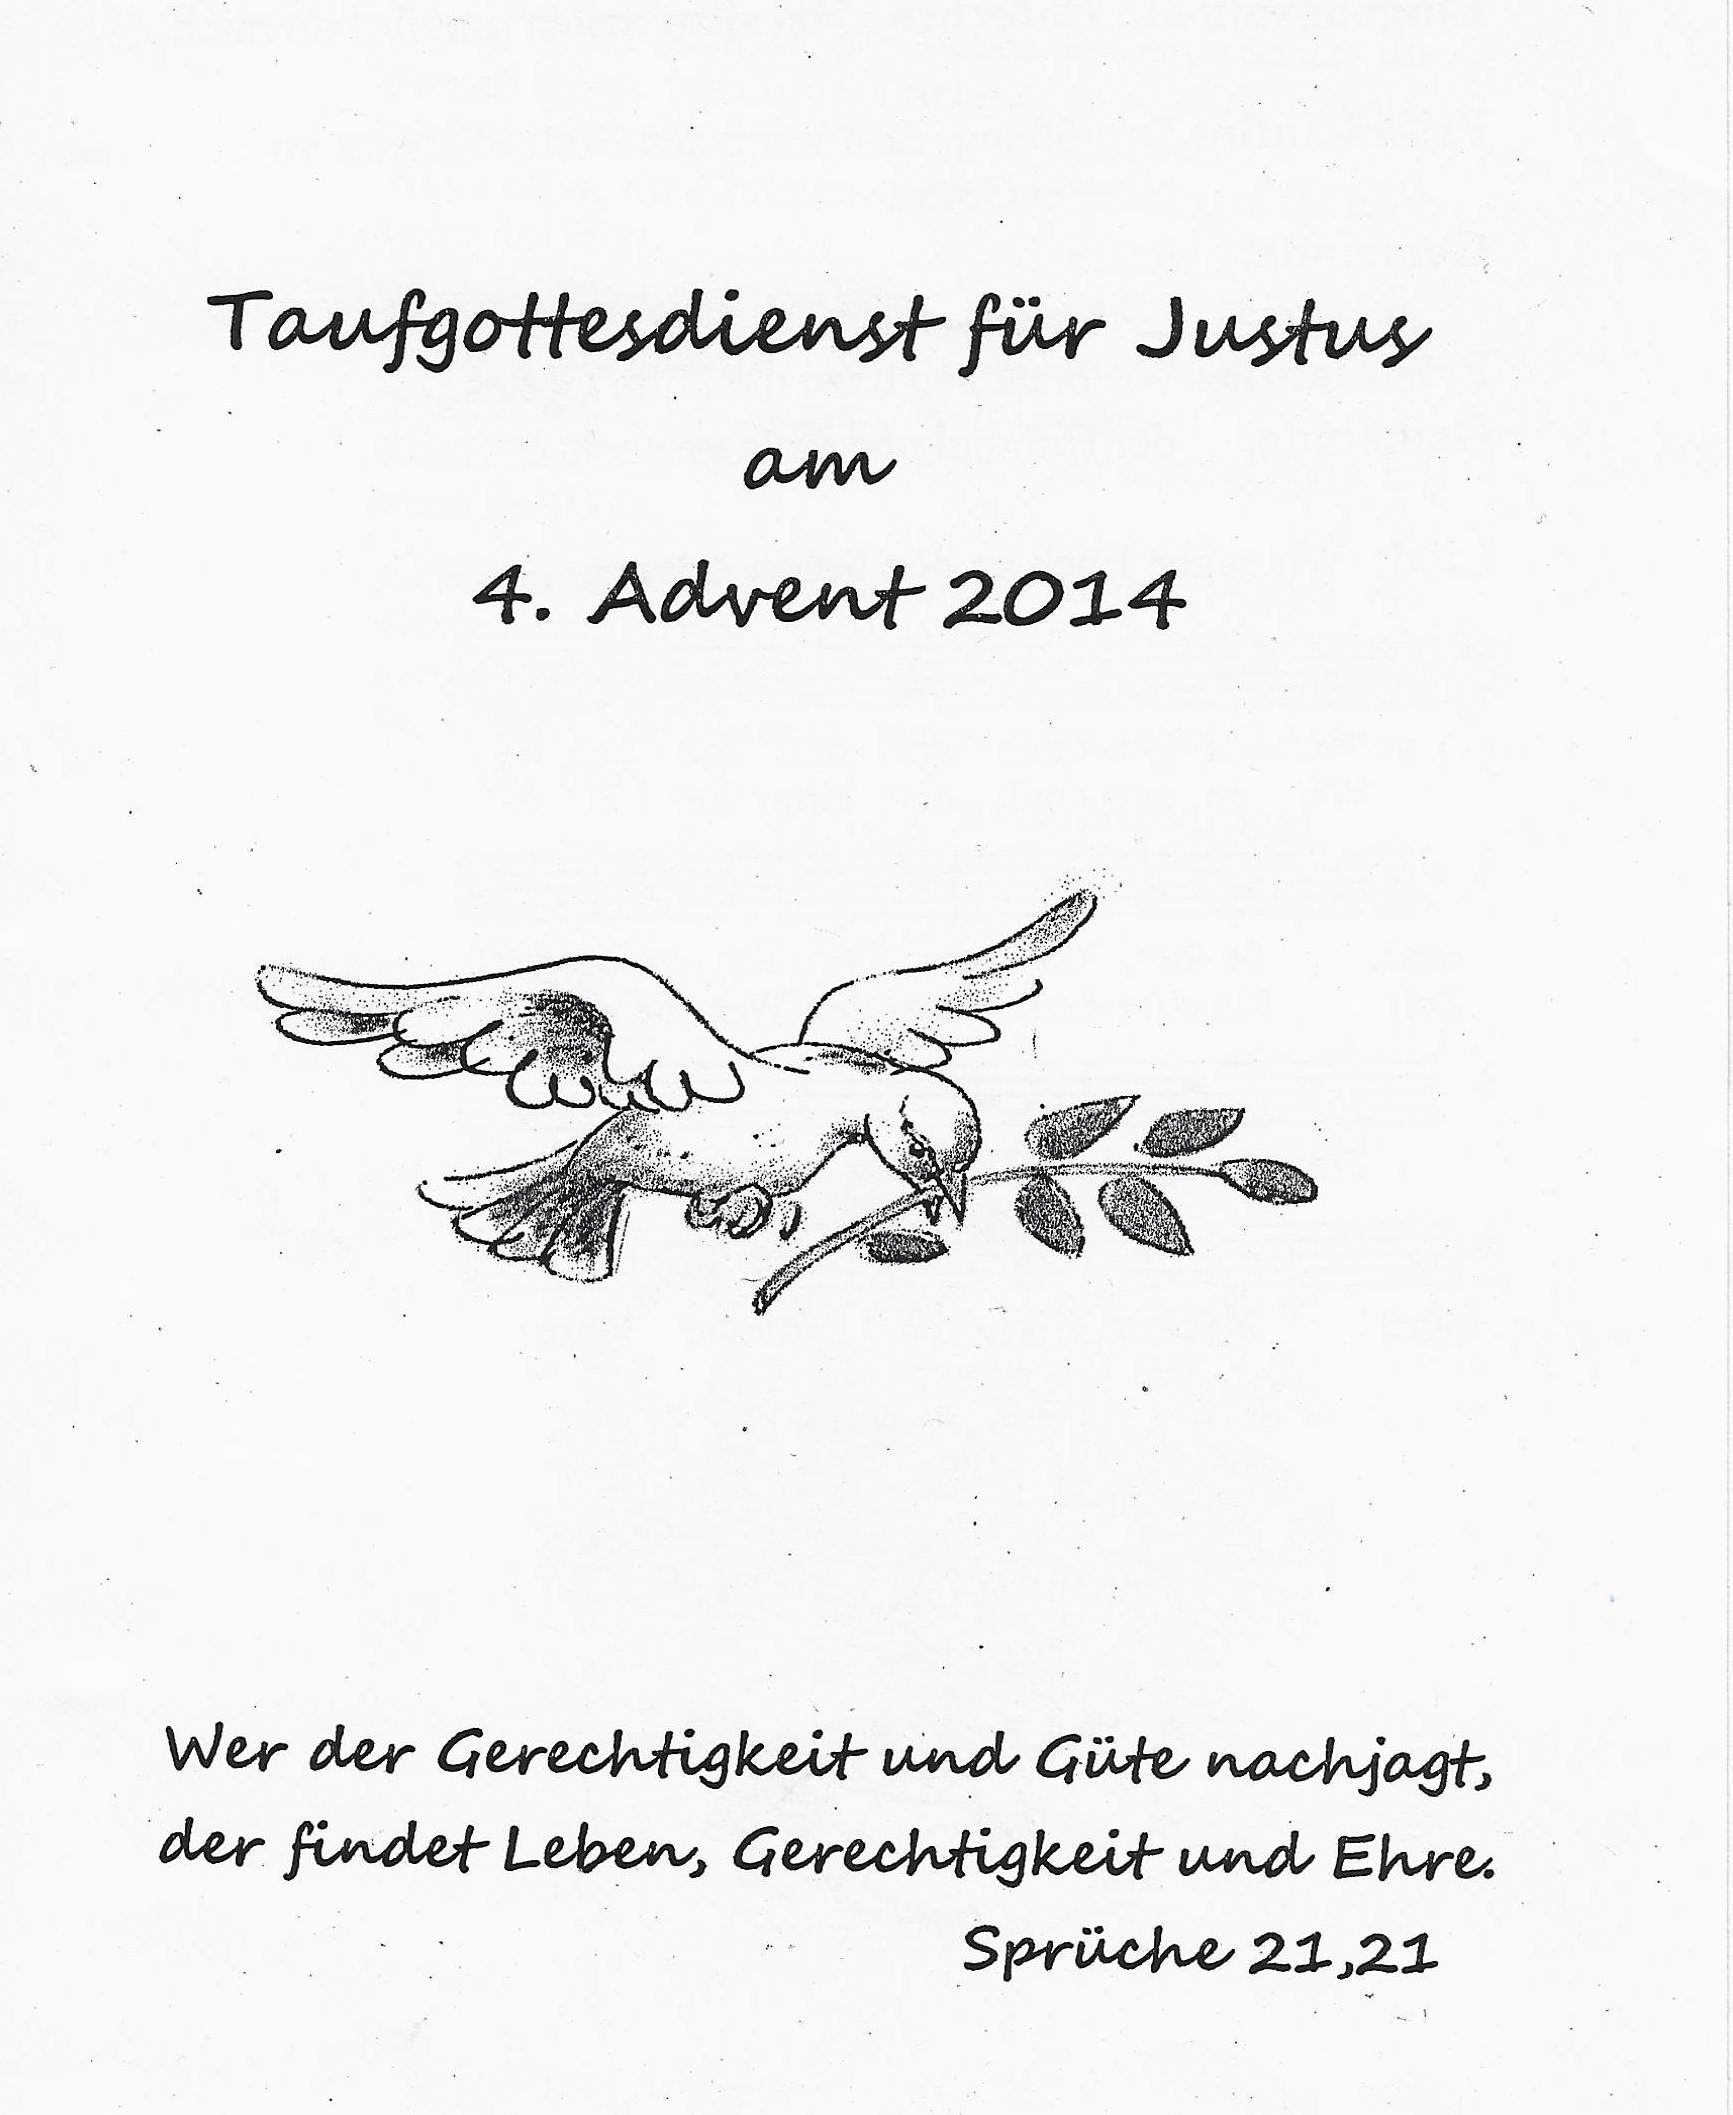 Taufgottesdienst für Justus
am
4. Advent 2014
Wer der Gerechtigkeit und Güte nachjagt,
der findet Leben, Gerechtigkeit und Ehre.
Sprüche 21,21